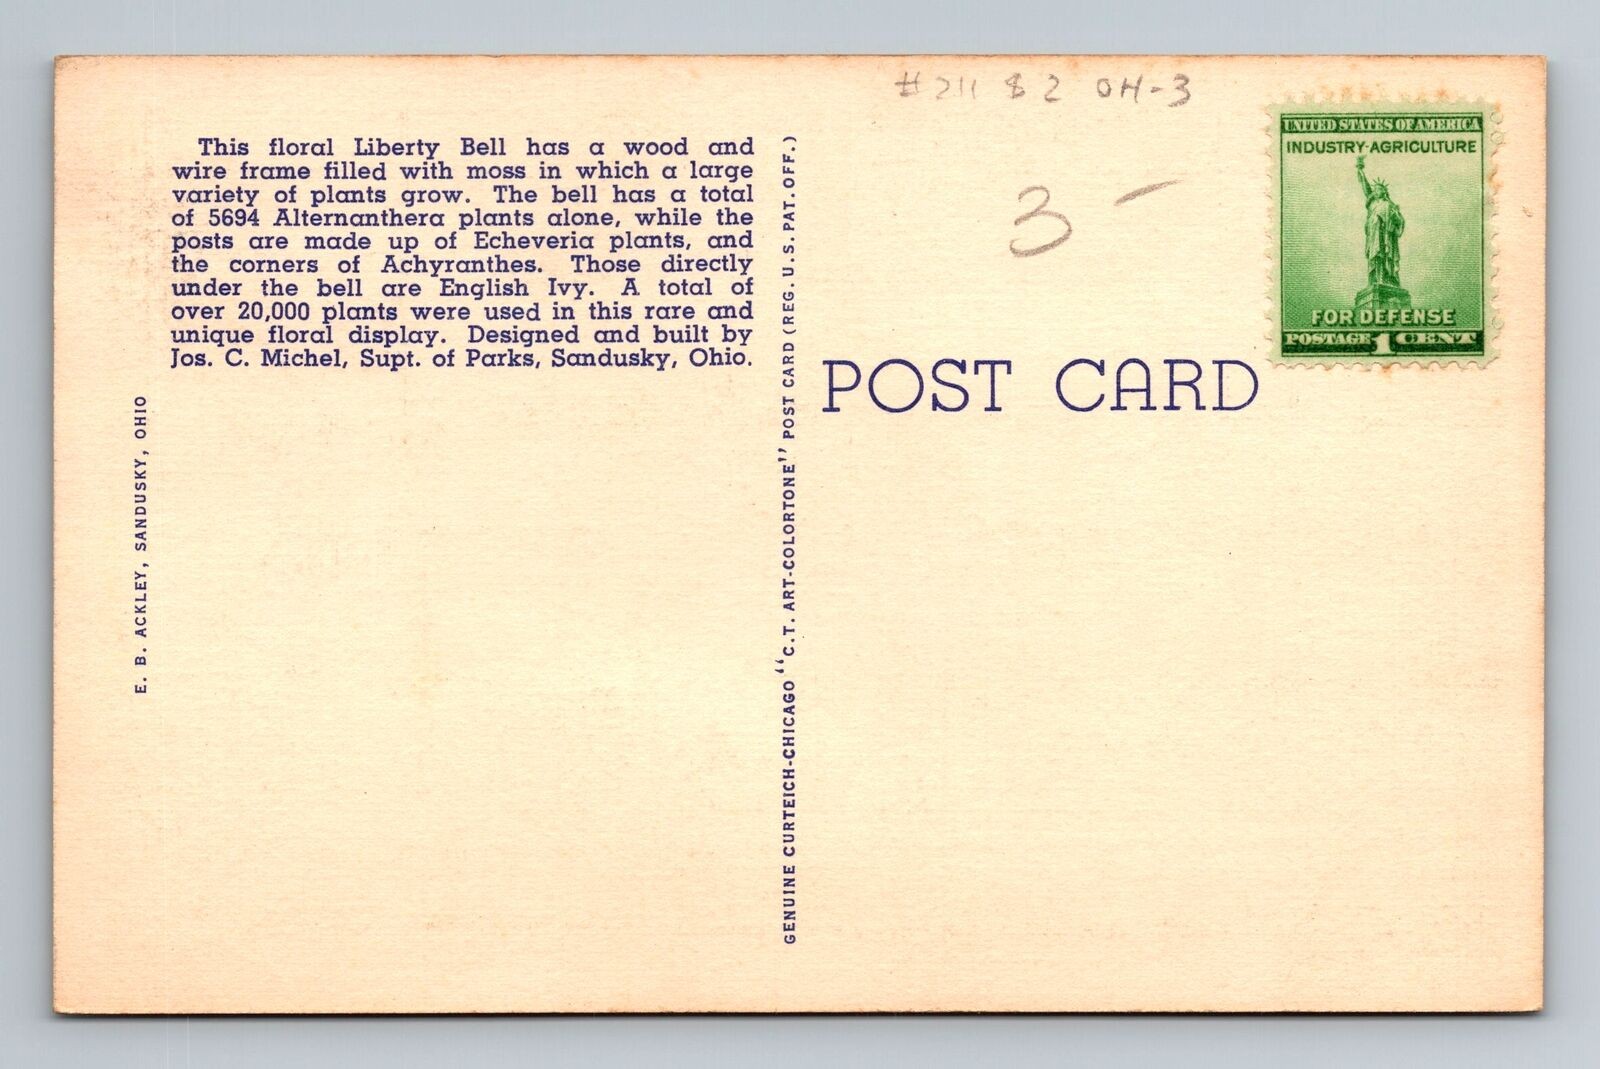 #211 $2 OH-3
3 -
This floral Liberty Bell has a wood and
wire frame filled with moss in which a large
variety of plants grow. The bell has a total
of 5694 Alternanthera plants alone, while the
posts are made up of Echeveria plants, and
the corners of Achyranthes. Those directly
under the bell are English Ivy. A total of
over 20,000 plants were used in this rare and
unique floral display. Designed and built by
Jos. C. Michel, Supt. of Parks, Sandusky, Ohio.
E. B. ACKLEY, SANDUSKY, OHIO
GENUINE CURTEICH-CHICAGO "C.T. ART-COLORTONE" POST CARD (REG. U.S. PAT. OFF.)
POST CARD
UNITED STATES OF AMERICA
INDUSTRY-AGRICULTURE
FOR DEFENSE
POSTAGE 1 CENT